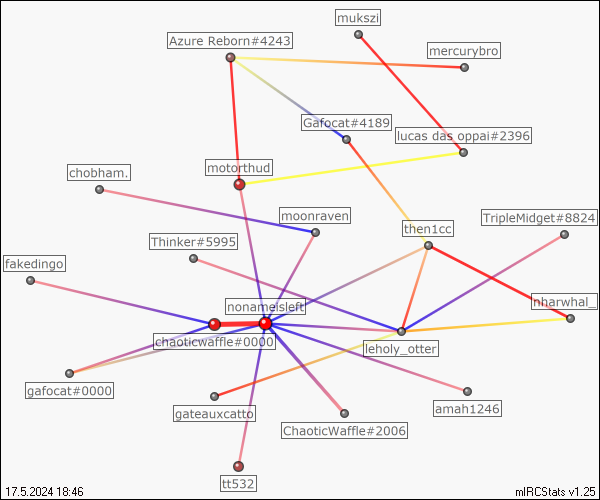 mukszi
Azure Reborn#4243
mercurybro
Gafocat#4189
lucas das oppai#2396
motorthud
chobham.
moonraven
TripleMidget#8824
then1cc
Thinker#5995
fakedingo
nonameisleft
nharwhal_
chaoticwaffle#0000
leholy_otter
gafocat#0000
amah1246
gateauxcatto
ChaoticWaffle#2006
tt532
17.5.2024 18:46
mIRCStats v1.25